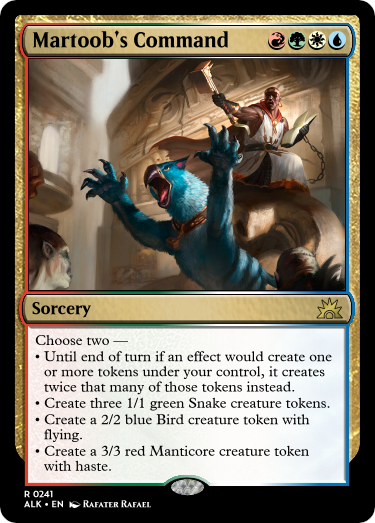 Martoob's Command
Sorcery
Choose two —
• Until end of turn if an effect would create one
or more tokens under your control, it creates
twice that many of those tokens instead.
• Create three 1/1 green Snake creature tokens.
• Create a 2/2 blue Bird creature token with
flying.
• Create a 3/3 red Manticore creature token
with haste.
R 0241
ALK • EN Rafater Rafael